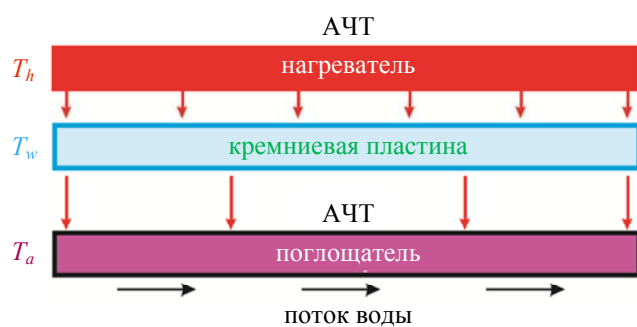 АЧТ
T_h нагреватель
T_w кремниевая пластина
АЧТ
T_a поглощатель
поток воды